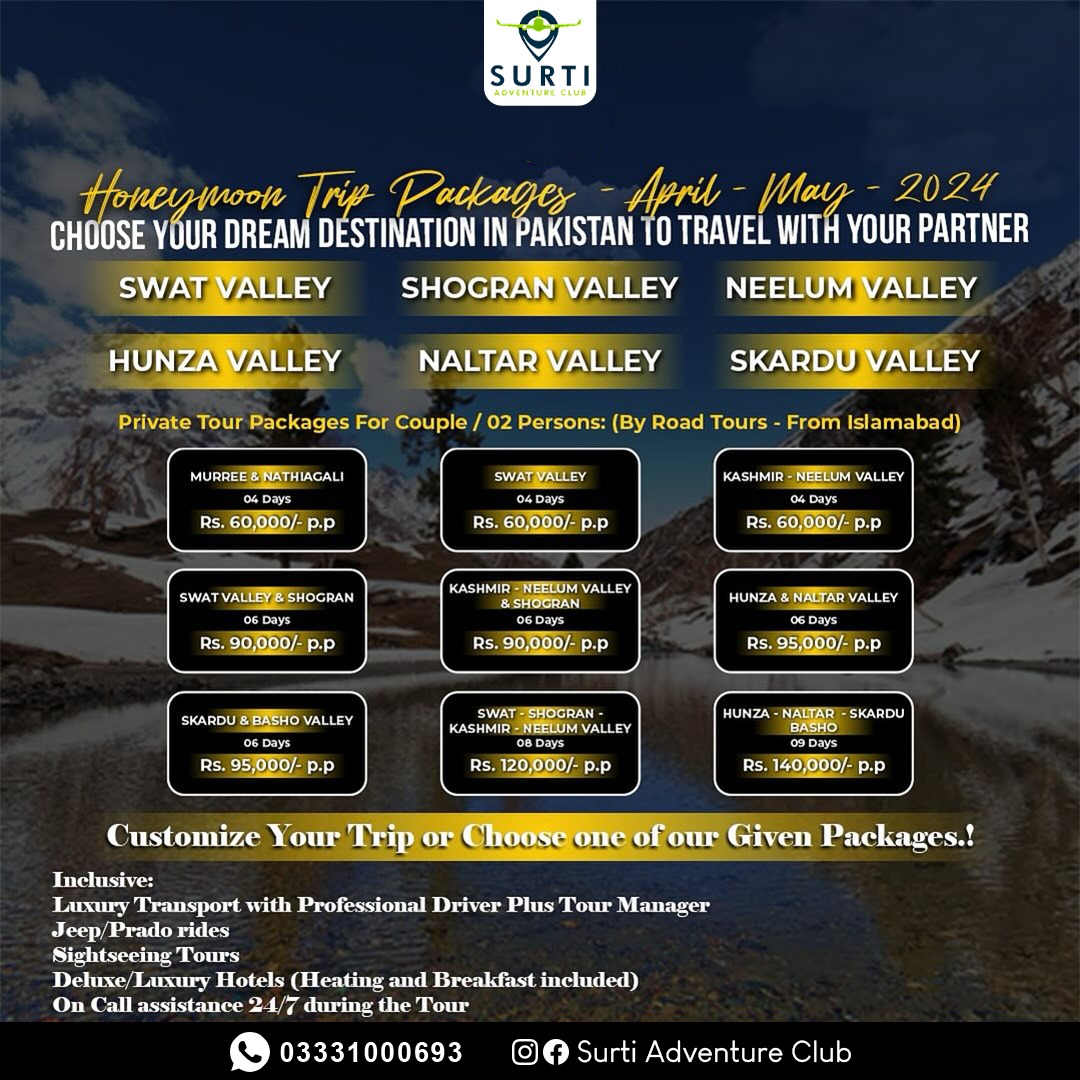 SURTI
ADVENTURE CLUB
Honeymoon Trip Packages - April - May - 2024
CHOOSE YOUR DREAM DESTINATION IN PAKISTAN TO TRAVEL WITH YOUR PARTNER
SWAT VALLEY
SHOGRAN VALLEY
NEELUM VALLEY
HUNZA VALLEY
NALTAR VALLEY
SKARDU VALLEY
Private Tour Packages For Couple / 02 Persons: (By Road Tours - From Islamabad)
MURREE & NATHIAGALI
04 Days
Rs. 60,000/- p.p
SWAT VALLEY
04 Days
Rs. 60,000/- p.p
KASHMIR - NEELUM VALLEY
04 Days
Rs. 60,000/- p.p
SWAT VALLEY & SHOGRAN
06 Days
Rs. 90,000/- p.p
KASHMIR - NEELUM VALLEY
& SHOGRAN
06 Days
Rs. 90,000/- p.p
HUNZA & NALTAR VALLEY
06 Days
Rs. 95,000/- p.p
SKARDU & BASHO VALLEY
06 Days
Rs. 95,000/- p.p
SWAT - SHOGRAN -
KASHMIR - NEELUM VALLEY
08 Days
Rs. 120,000/- p.p
HUNZA - NALTAR - SKARDU
BASHO
09 Days
Rs. 140,000/- p.p
Customize Your Trip or Choose one of our Given Packages.!
Inclusive:
Luxury Transport with Professional Driver Plus Tour Manager
Jeep/Prado rides
Sightseeing Tours
Deluxe/Luxury Hotels (Heating and Breakfast included)
On Call assistance 24/7 during the Tour
03331000693
Surti Adventure Club